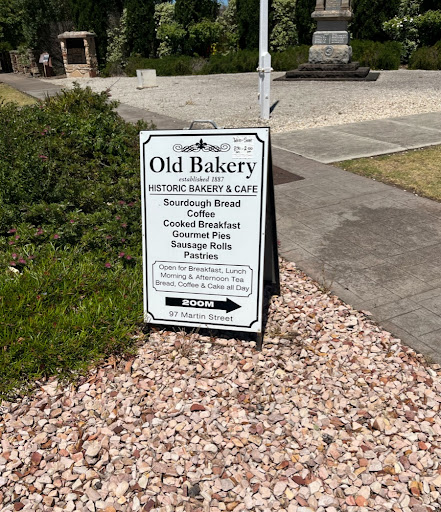 Old Bakery
established 1887
HISTORIC BAKERY & CAFE
Sourdough Bread
Coffee
Cooked Breakfast
Gourmet Pies
Sausage Rolls
Pastries
Open for Breakfast, Lunch
Morning & Afternoon Tea
Bread, Coffee & Cake all Day
200M
97 Martin Street